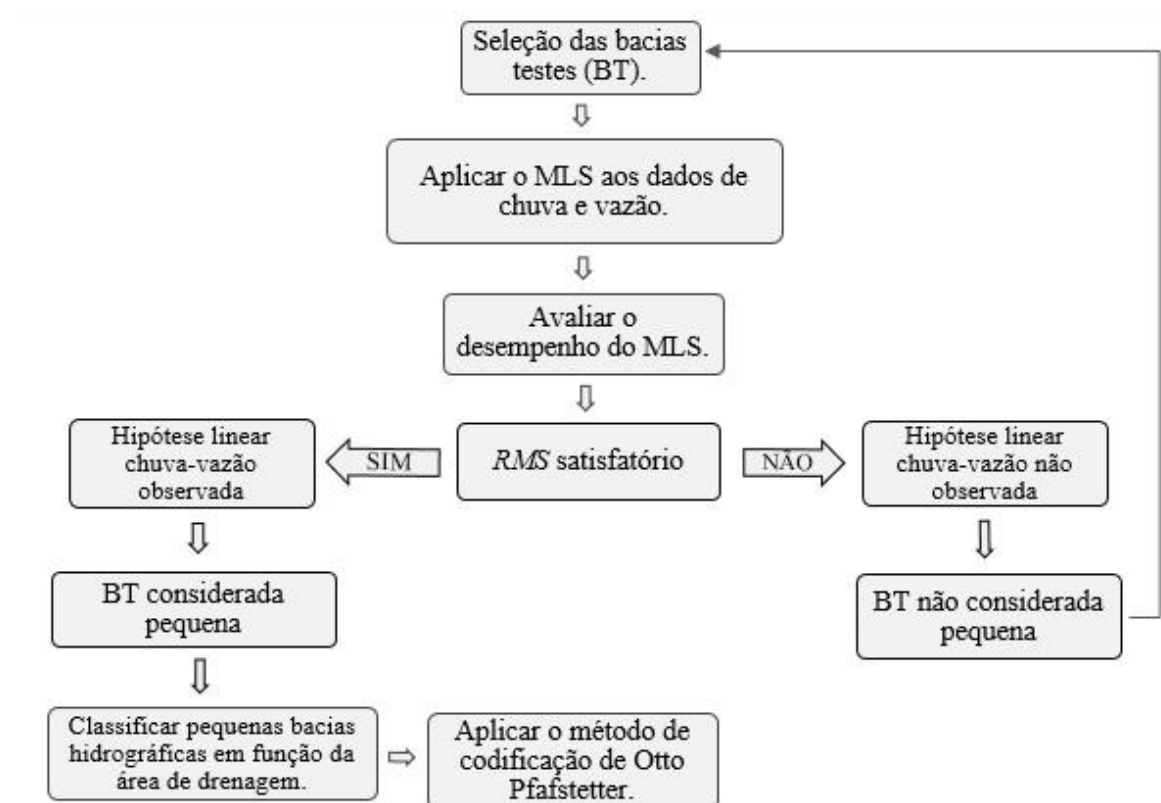 Seleção das bacias
testes (BT).
Aplicar o MLS aos dados de
chuva e vazão.
Avaliar o
desempenho do MLS.
Hipótese linear
chuva-vazão
observada
SIM
RMS satisfatório
NÃO
Hipótese linear
chuva-vazão não
observada
BT considerada
pequena
BT não considerada
pequena
Classificar pequenas bacias
hidrográficas em função da
área de drenagem.
Aplicar o método de
codificação de Otto
Pfafstetter.